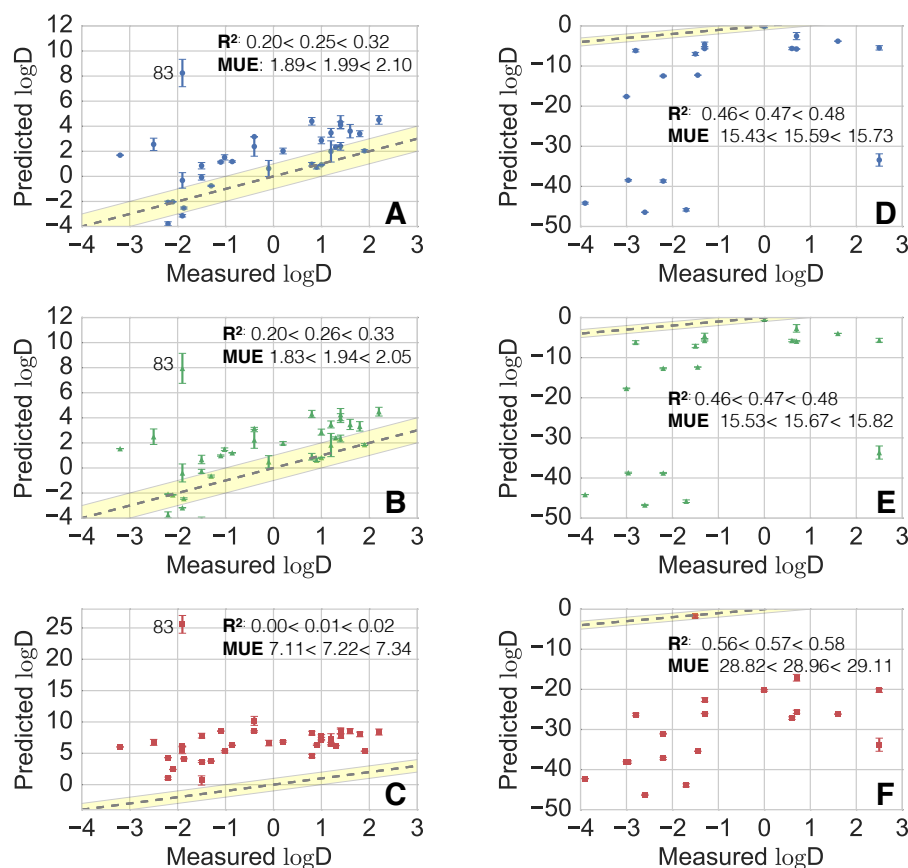 12
10
8
6
4
2
0
−2
−4
R²: 0.20< 0.25< 0.32
MUE: 1.89< 1.99< 2.10
83
A
−4 −3 −2 −1 0 1 2 3
Measured logD
Predicted logD
0
−10
−20
−30
−40
−50
R²: 0.46< 0.47< 0.48
MUE 15.43< 15.59< 15.73
D
−4 −3 −2 −1 0 1 2 3
Measured logD
Predicted logD
12
10
8
6
4
2
0
−2
−4
R²: 0.20< 0.26< 0.33
MUE: 1.83< 1.94< 2.05
83
B
−4 −3 −2 −1 0 1 2 3
Measured logD
Predicted logD
0
−10
−20
−30
−40
−50
R²: 0.46< 0.47< 0.48
MUE 15.53< 15.67< 15.82
E
−4 −3 −2 −1 0 1 2 3
Measured logD
Predicted logD
25
20
15
10
5
0
83
R²: 0.00< 0.01< 0.02
MUE 7.11< 7.22< 7.34
C
−4 −3 −2 −1 0 1 2 3
Measured logD
Predicted logD
0
−10
−20
−30
−40
−50
R²: 0.56< 0.57< 0.58
MUE 28.82< 28.96< 29.11
F
−4 −3 −2 −1 0 1 2 3
Measured logD
Predicted logD